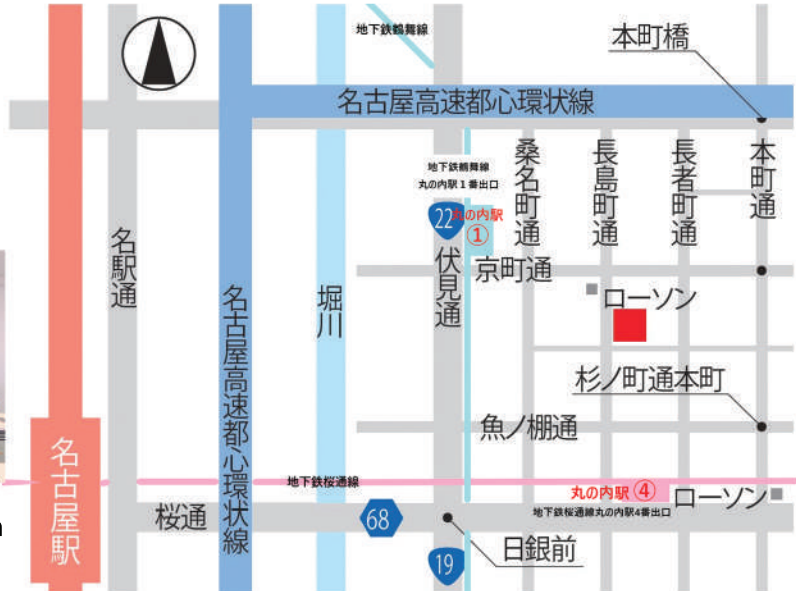 地下鉄鶴舞線
本町橋
名古屋高速都心環状線
地下鉄鶴舞線
丸の内駅1番出口
桑名町通
長島町通
長者町通
本町通
22
丸の内駅
①
名駅通
伏見通
京町通
ローソン
堀川
名古屋高速都心環状線
杉ノ町通本町
魚ノ棚通
地下鉄桜通線
丸の内駅④
ローソン
地下鉄桜通線丸の内駅4番出口
名古屋駅
桜通
68
日銀前
19